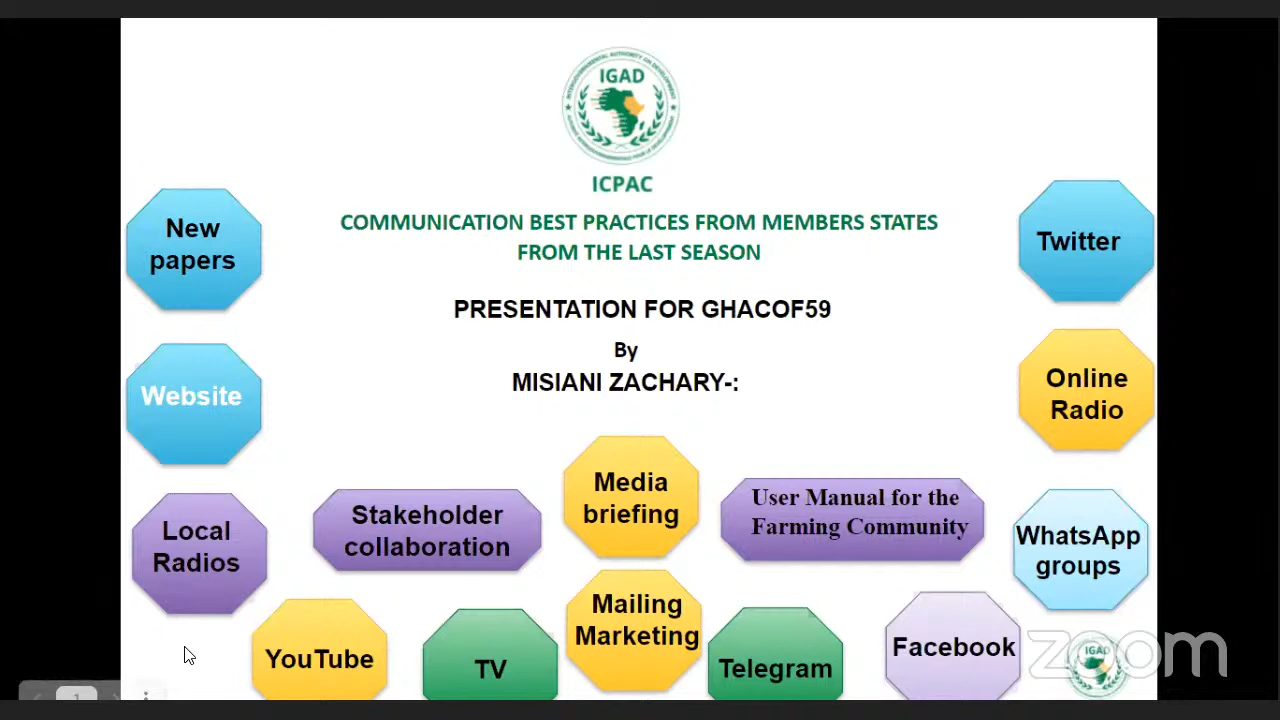 IGAD
ICPAC
COMMUNICATION BEST PRACTICES FROM MEMBERS STATES
FROM THE LAST SEASON
PRESENTATION FOR GHACOF59
By
MISIANI ZACHARY-:
New
papers
Website
Local
Radios
Stakeholder
collaboration
Media
briefing
User Manual for the
Farming Community
Twitter
Online
Radio
WhatsApp
groups
YouTube
TV
Mailing
Marketing
Telegram
Facebook
IGAD
zoom
1